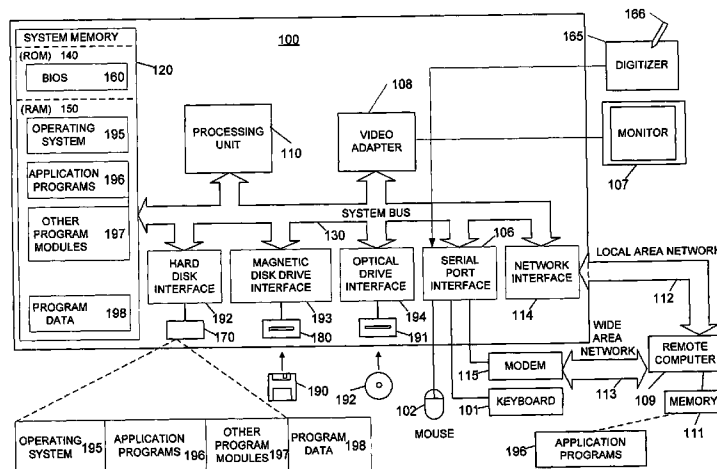 SYSTEM MEMORY
(ROM) 140
BIOS 160
120
(RAM) 150
OPERATING
SYSTEM 195
APPLICATION
PROGRAMS 196
OTHER
PROGRAM
MODULES 197
PROGRAM
DATA 198
100
PROCESSING
UNIT
110
108
VIDEO
ADAPTER
165
166
DIGITIZER
MONITOR
107
SYSTEM BUS
130
HARD
DISK
INTERFACE
192
170
MAGNETIC
DISK DRIVE
INTERFACE
193
180
OPTICAL
DRIVE
INTERFACE
194
191
106
SERIAL
PORT
INTERFACE
NETWORK
INTERFACE
114
LOCAL AREA NETWORK
112
WIDE
AREA
NETWORK
113
REMOTE
COMPUTER
109
MEMORY
111
190
192
102
MOUSE
MODEM
115
KEYBOARD
101
196
APPLICATION
PROGRAMS
OPERATING
SYSTEM 195
APPLICATION
PROGRAMS 196
OTHER
PROGRAM
MODULES 197
PROGRAM
DATA 198